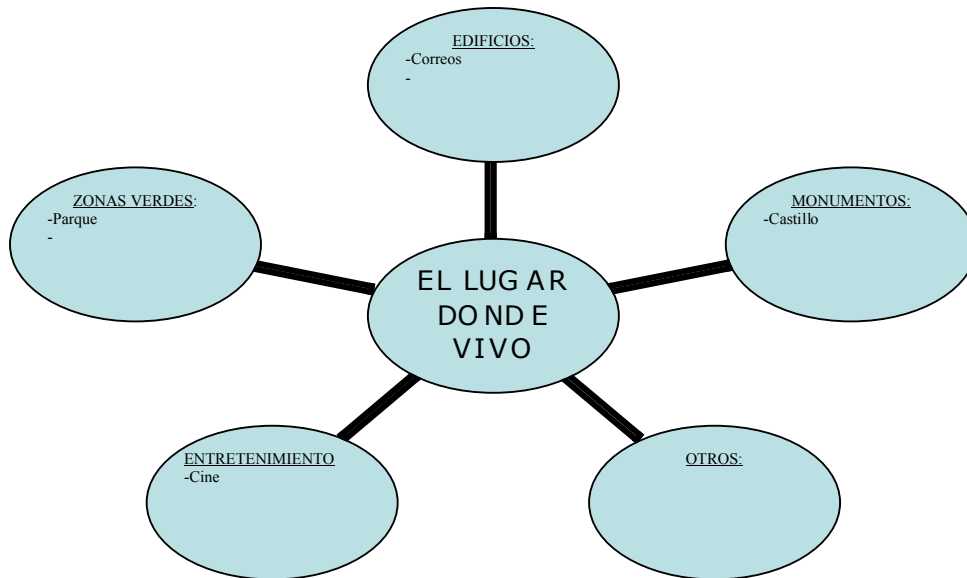 EDIFICIOS:
-Correos
-
ZONAS VERDES:
-Parque
-
MONUMENTOS:
-Castillo
EL LUGAR
DONDE
VIVO
ENTRETENIMIENTO
-Cine
OTROS: